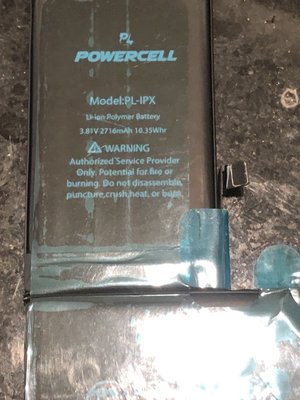 PL
POWERCELL
Model:PL-IPX
Li-ion Polymer Battery
3.81V 2716mAh 10.35Whr
WARNING
Authorized Service Provider
Only. Potential for fire or
burning. Do not disassemble,
puncture,crush,heat, or burn.